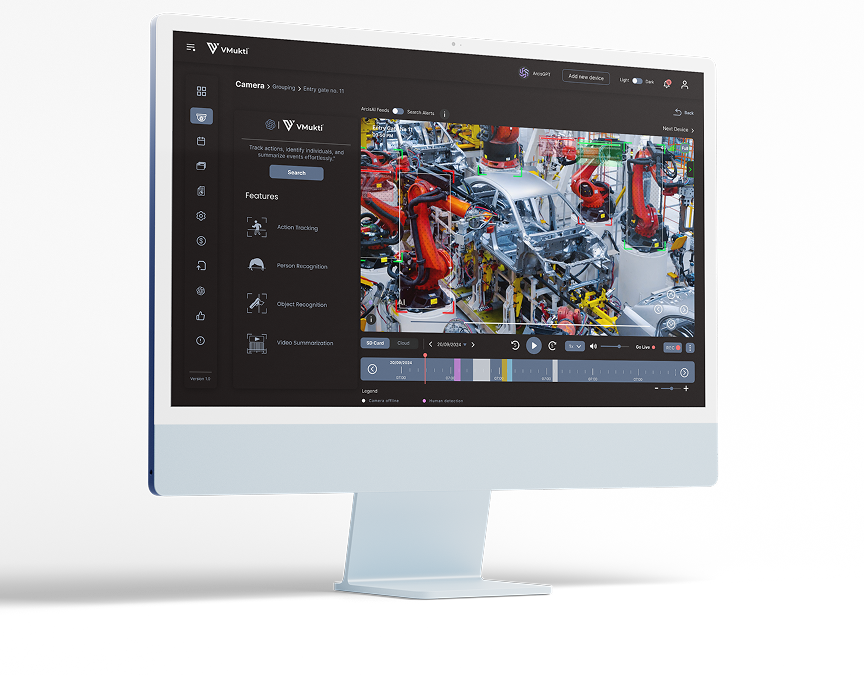 VMukti
ArcisGPT
Add new device
Light
Dark
Camera > Grouping > Entry gate no. 11
ArcisAI Feeds
Search Alerts
Back
VMukti
Track actions, identify individuals, and
summarize events effortlessly."
Search
Features
Action Tracking
Person Recognition
Object Recognition
Video Summarization
Version 1.0
Entry Gate No 11
Next Device >
AI
SD Card
Cloud
20/09/2024
1x
Go Live
20/09/2024
07:00
07:00
Legend
Camera offline
Human detection